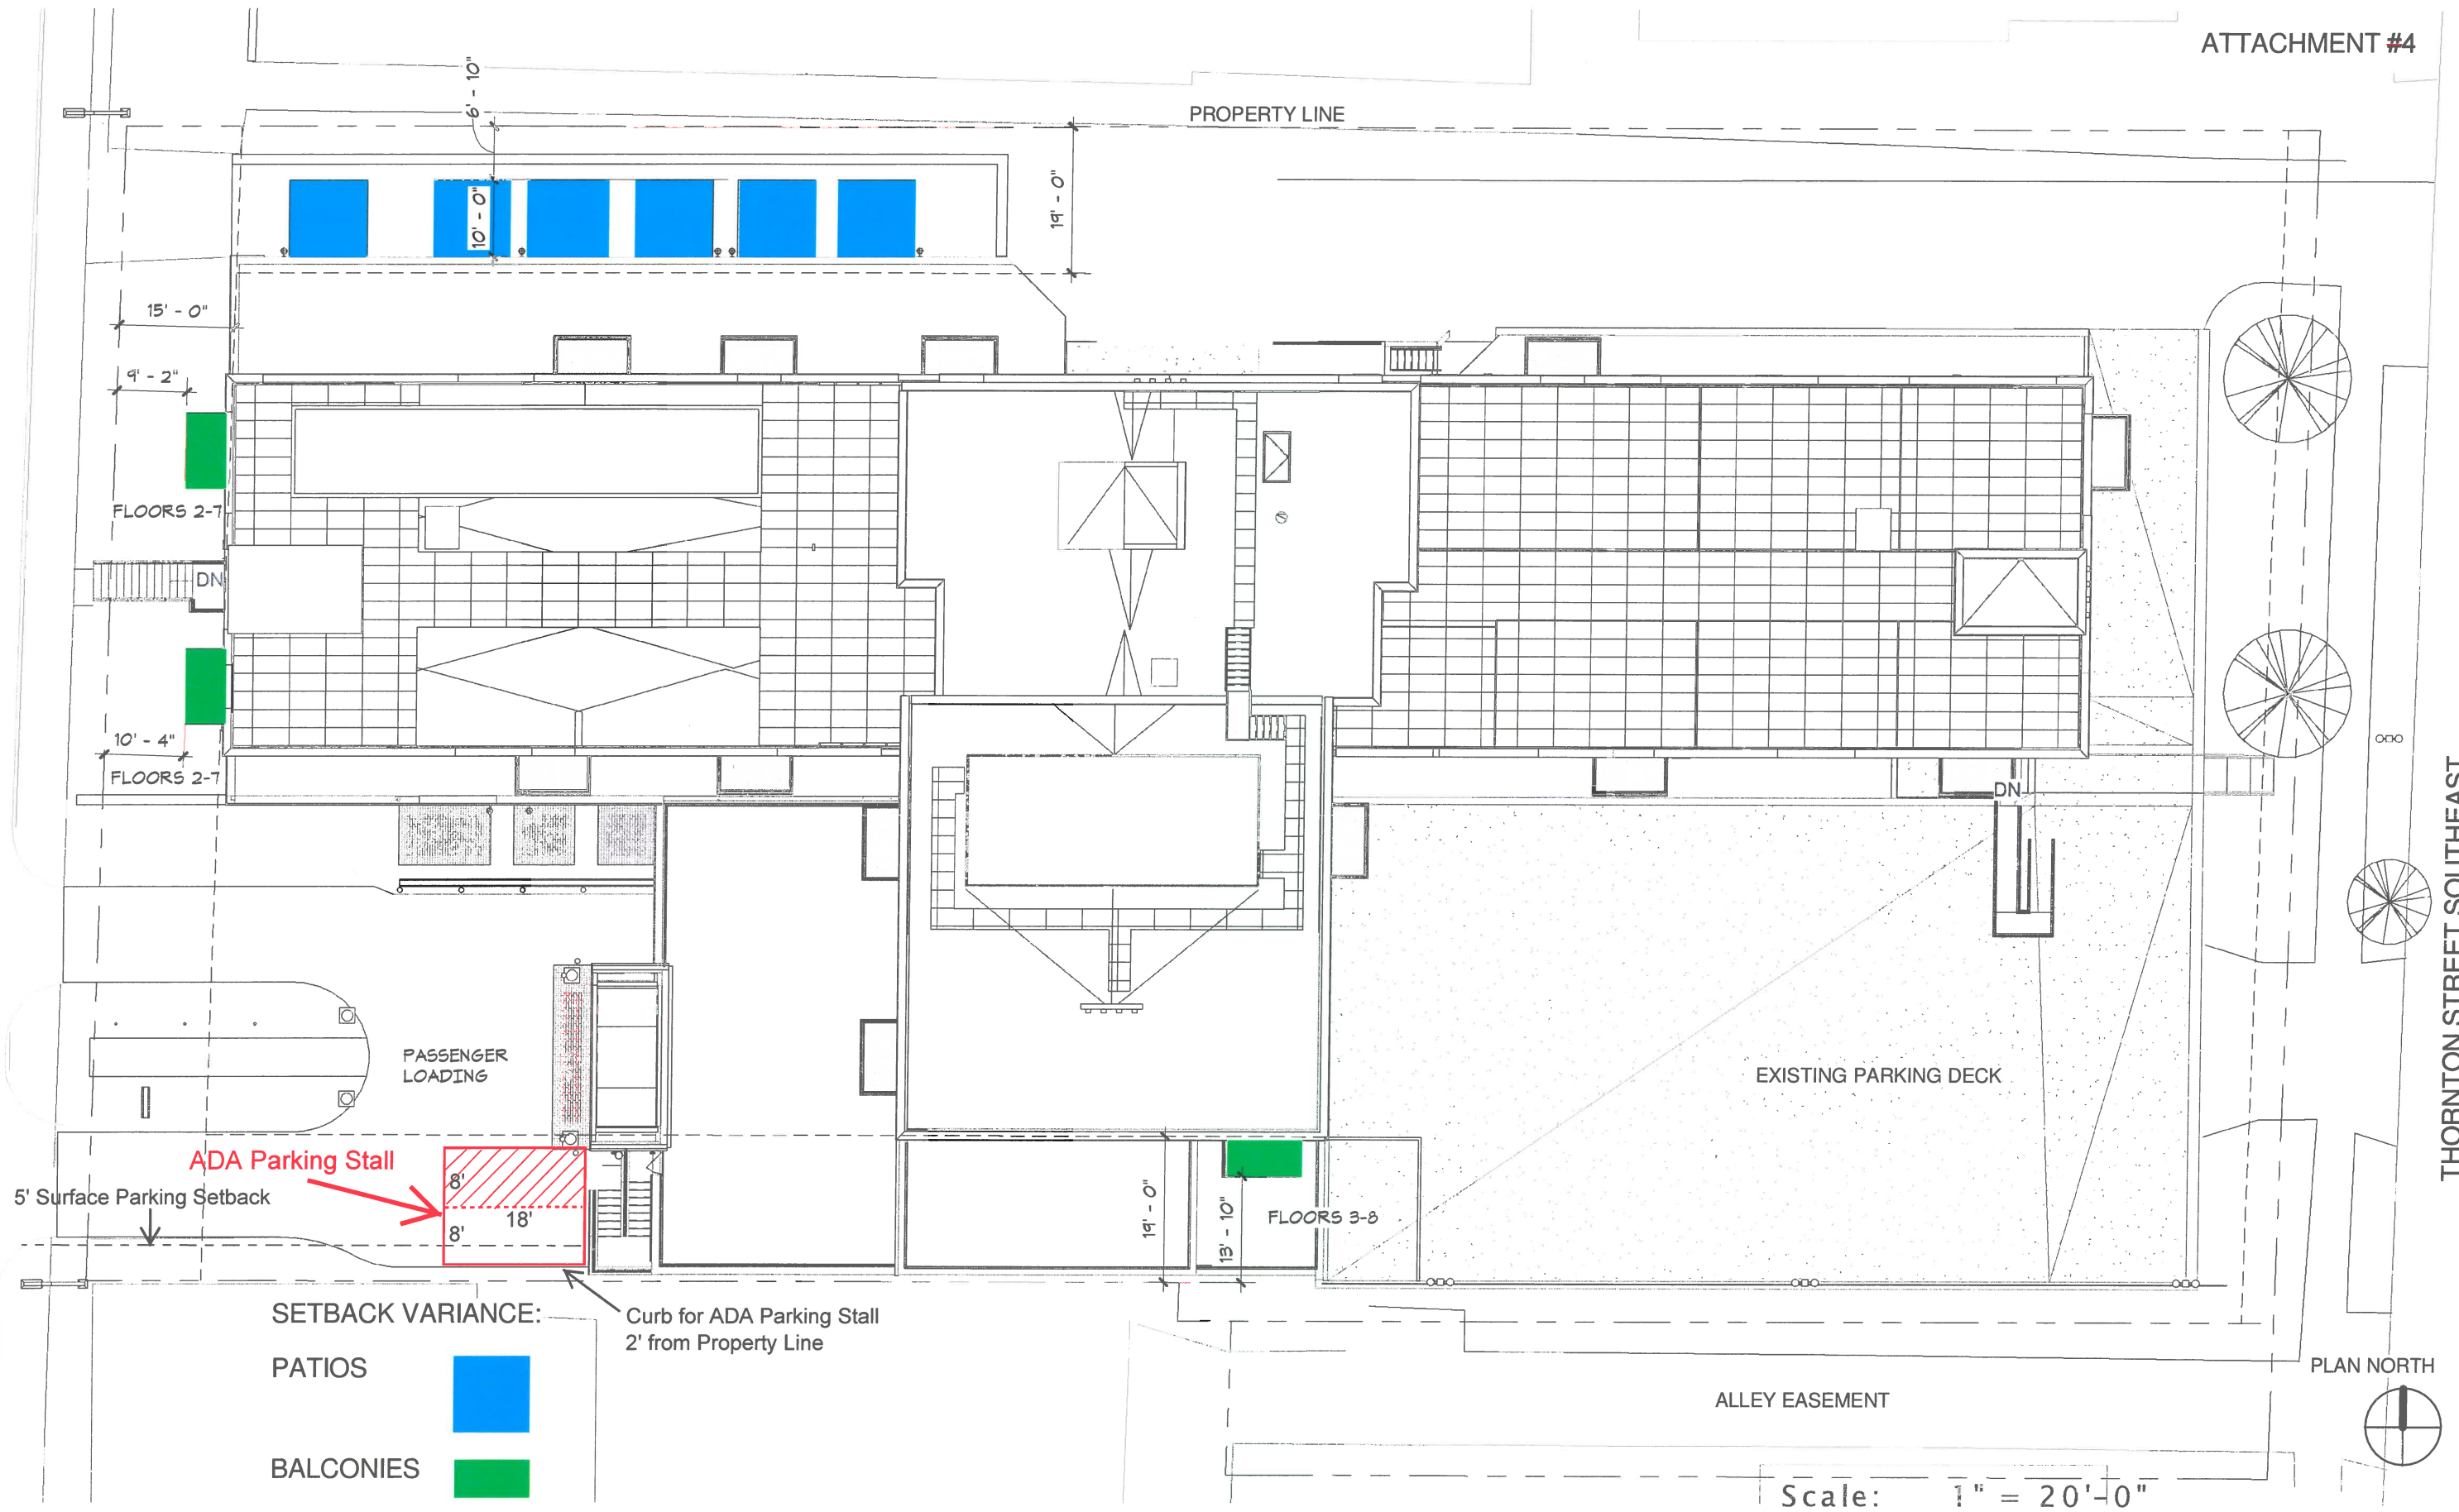 ATTACHMENT #4
6' - 10"
PROPERTY LINE
10' - 0"
19' - 0"
15' - 0"
9' - 2"
FLOORS 2-7
DN
10' - 4"
FLOORS 2-7
DN
THORNTON STREET SOUTHEAST
PASSENGER
LOADING
EXISTING PARKING DECK
ADA Parking Stall
8'
5' Surface Parking Setback
18'
8'
19' - 0"
13' - 10"
FLOORS 3-8
SETBACK VARIANCE:
Curb for ADA Parking Stall
2' from Property Line
PATIOS
PLAN NORTH
ALLEY EASEMENT
BALCONIES
Scale: 1" = 20'-0"